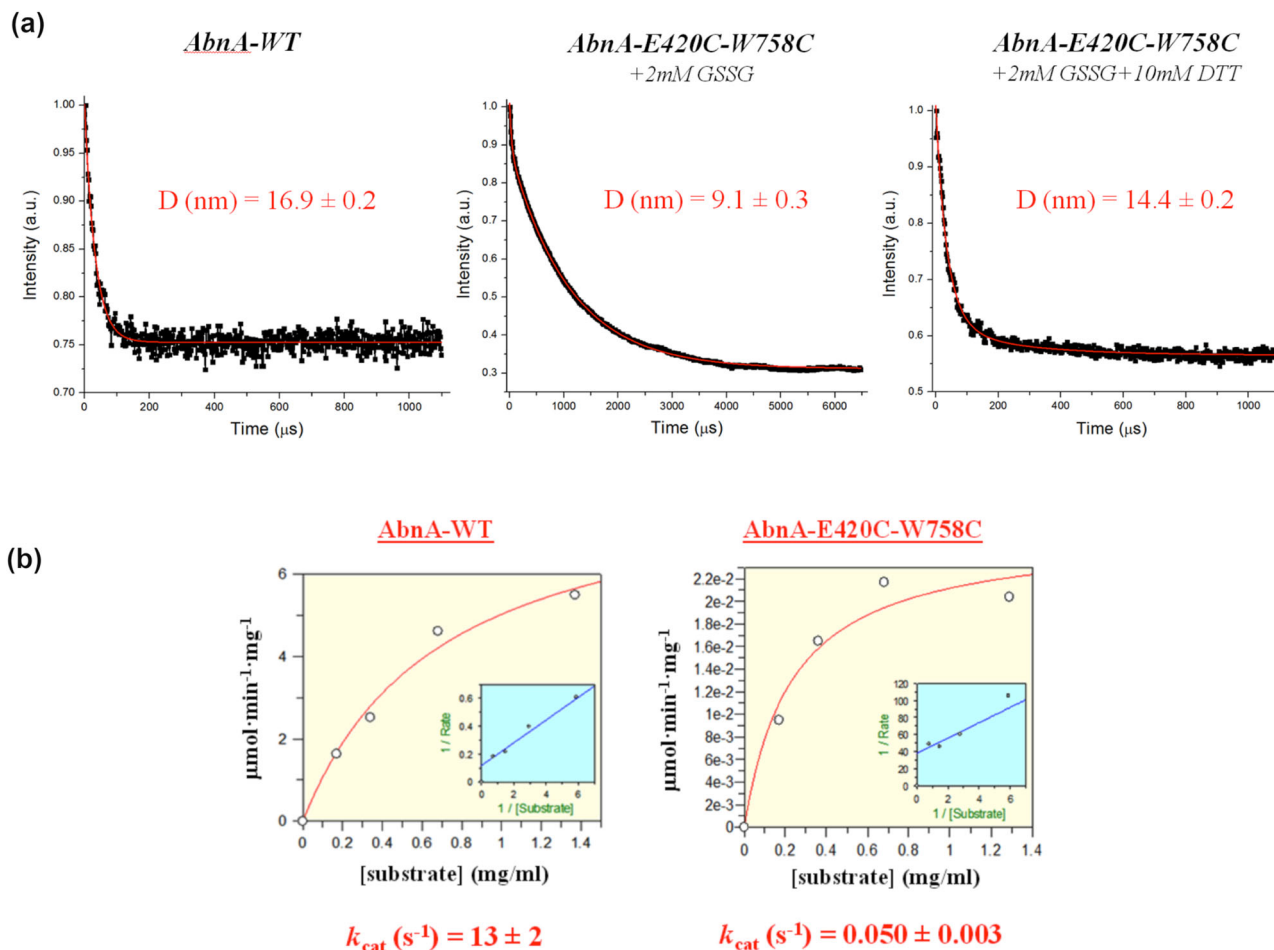 (a)
AbnA-WT
AbnA-E420C-W758C
+2mM GSSG
AbnA-E420C-W758C
+2mM GSSG+10mM DTT
Intensity (a.u.)
1.00
0.95
0.90
0.85
0.80
0.75
0.70
D (nm) = 16.9 ± 0.2
0 200 400 600 800 1000
Time (μs)
Intensity (a.u.)
1.0
0.9
0.8
0.7
0.6
0.5
0.4
0.3
D (nm) = 9.1 ± 0.3
0 1000 2000 3000 4000 5000 6000
Time (μs)
Intensity (a.u.)
1.0
0.9
0.8
0.7
0.6
0.5
D (nm) = 14.4 ± 0.2
0 200 400 600 800 1000
Time (μs)
(b)
AbnA-WT
μmol·min⁻¹·mg⁻¹
6
4
2
0
0 0.2 0.4 0.6 0.8 1 1.2 1.4
[substrate] (mg/ml)
1 / Rate
0.6
0.4
0.2
0
0 2 4 6
1 / [Substrate]
k_cat (s⁻¹) = 13 ± 2
AbnA-E420C-W758C
μmol·min⁻¹·mg⁻¹
2.2e-2
2e-2
1.8e-2
1.6e-2
1.4e-2
1.2e-2
1e-2
8e-3
6e-3
4e-3
2e-3
0
0 0.2 0.4 0.6 0.8 1 1.2 1.4
[substrate] (mg/ml)
1 / Rate
120
100
80
60
40
20
0
0 2 4 6
1 / [Substrate]
k_cat (s⁻¹) = 0.050 ± 0.003